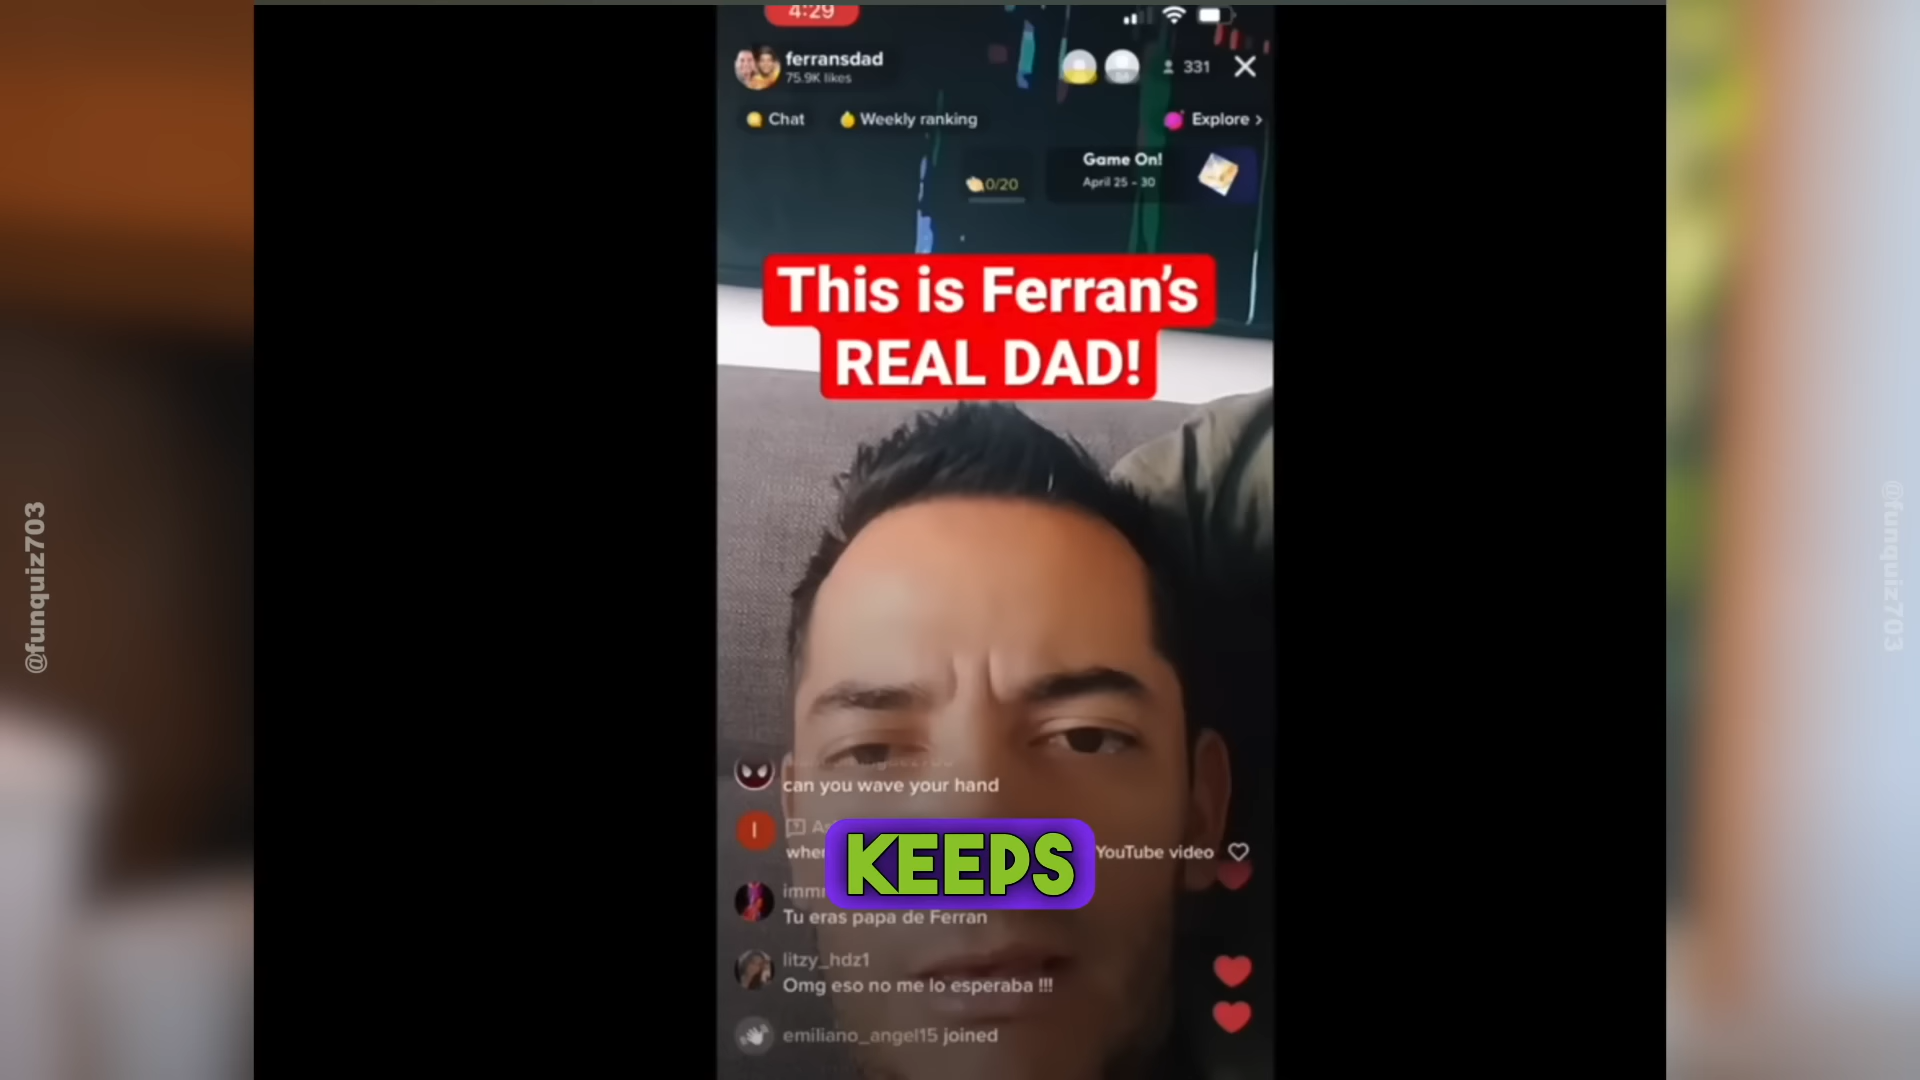 4:29
ferransdad
75.9K likes
331
Chat
Weekly ranking
Explore >
0/20
Game On!
April 25 - 30
This is Ferran's
REAL DAD!
can you wave your hand
YouTube video
KEEPS
Tu eras papa de Ferran
litzy_hdz1
Omg eso no me lo esperaba !!!
emiliano_angel15 joined
@funquiz703
@funquiz703